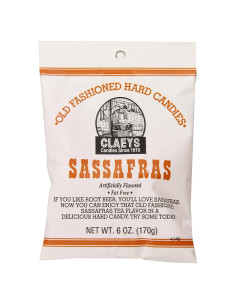 "OLD FASHIONED HARD CANDIES"
CLAEYS
Candies Since 1919
SASSAFRAS
Artificially Flavored
• Fat Free •
IF YOU LIKE ROOT BEER, YOU'LL LOVE SASSAFRAS.
NOW YOU CAN ENJOY THAT OLD FASHIONED
SASSAFRAS TEA FLAVOR IN A
DELICIOUS HARD CANDY. TRY SOME TODAY.
NET WT. 6 OZ. (170g)